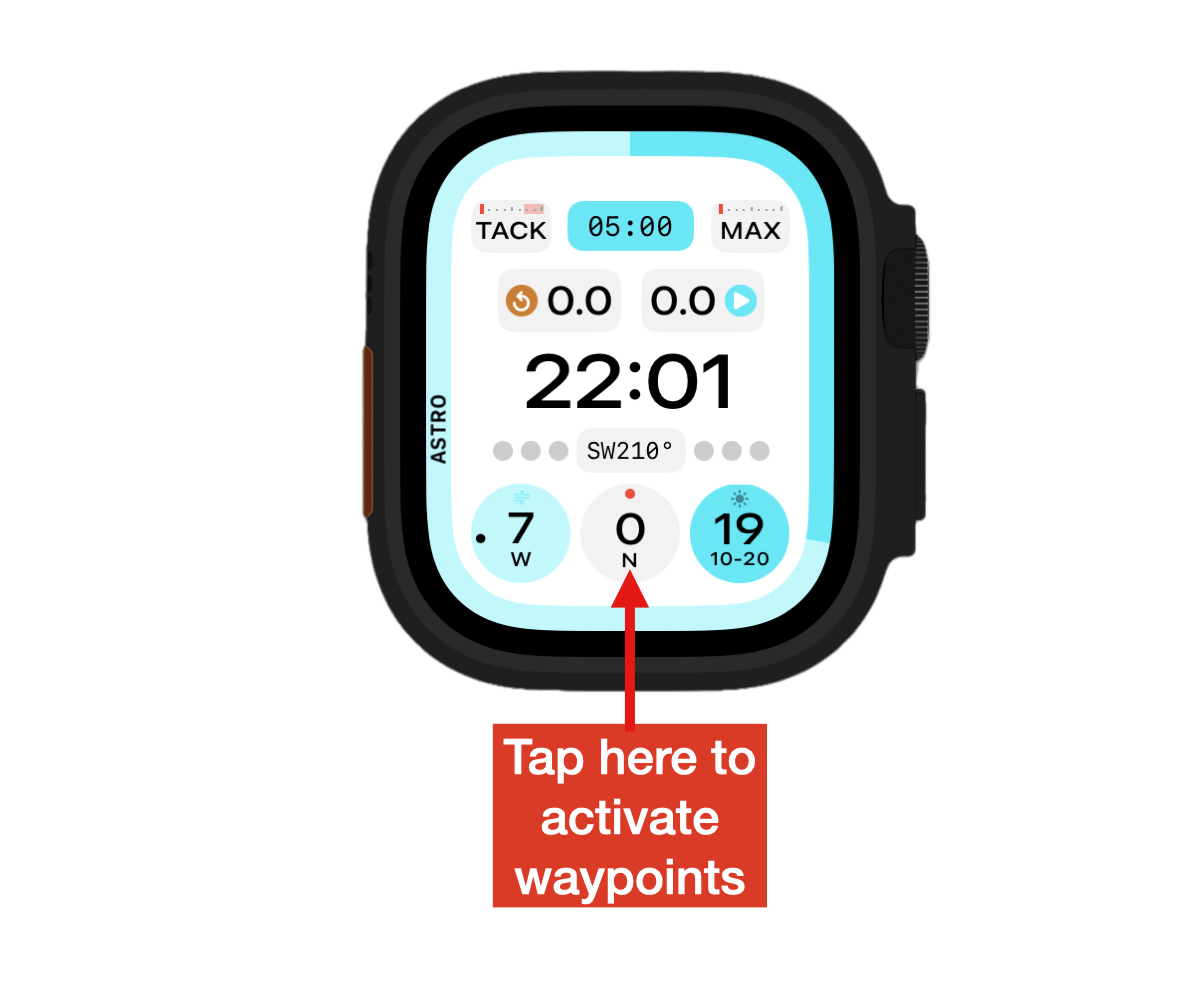 TACK
05:00
MAX
0.0
0.0
22:01
ASTRO
SW210°
7
W
0
N
19
10-20
Tap here to
activate
waypoints